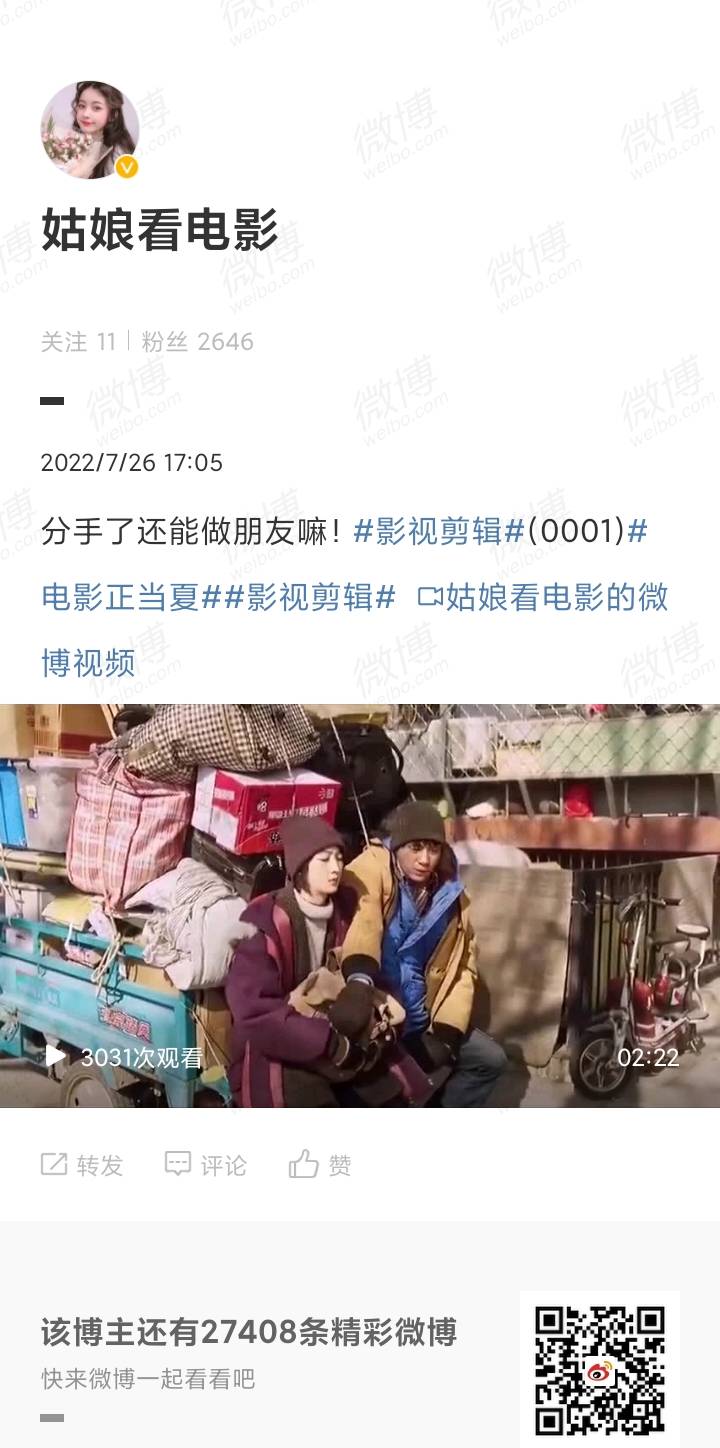 姑娘看电影
关注 11 | 粉丝 2646
2022/7/26 17:05
分手了还能做朋友嘛！#影视剪辑#(0001)#
电影正当夏##影视剪辑# 姑娘看电影的微
博视频
3031次观看
02:22
转发 评论 赞
该博主还有27408条精彩微博
快来微博一起看看吧
微博
weibo.com